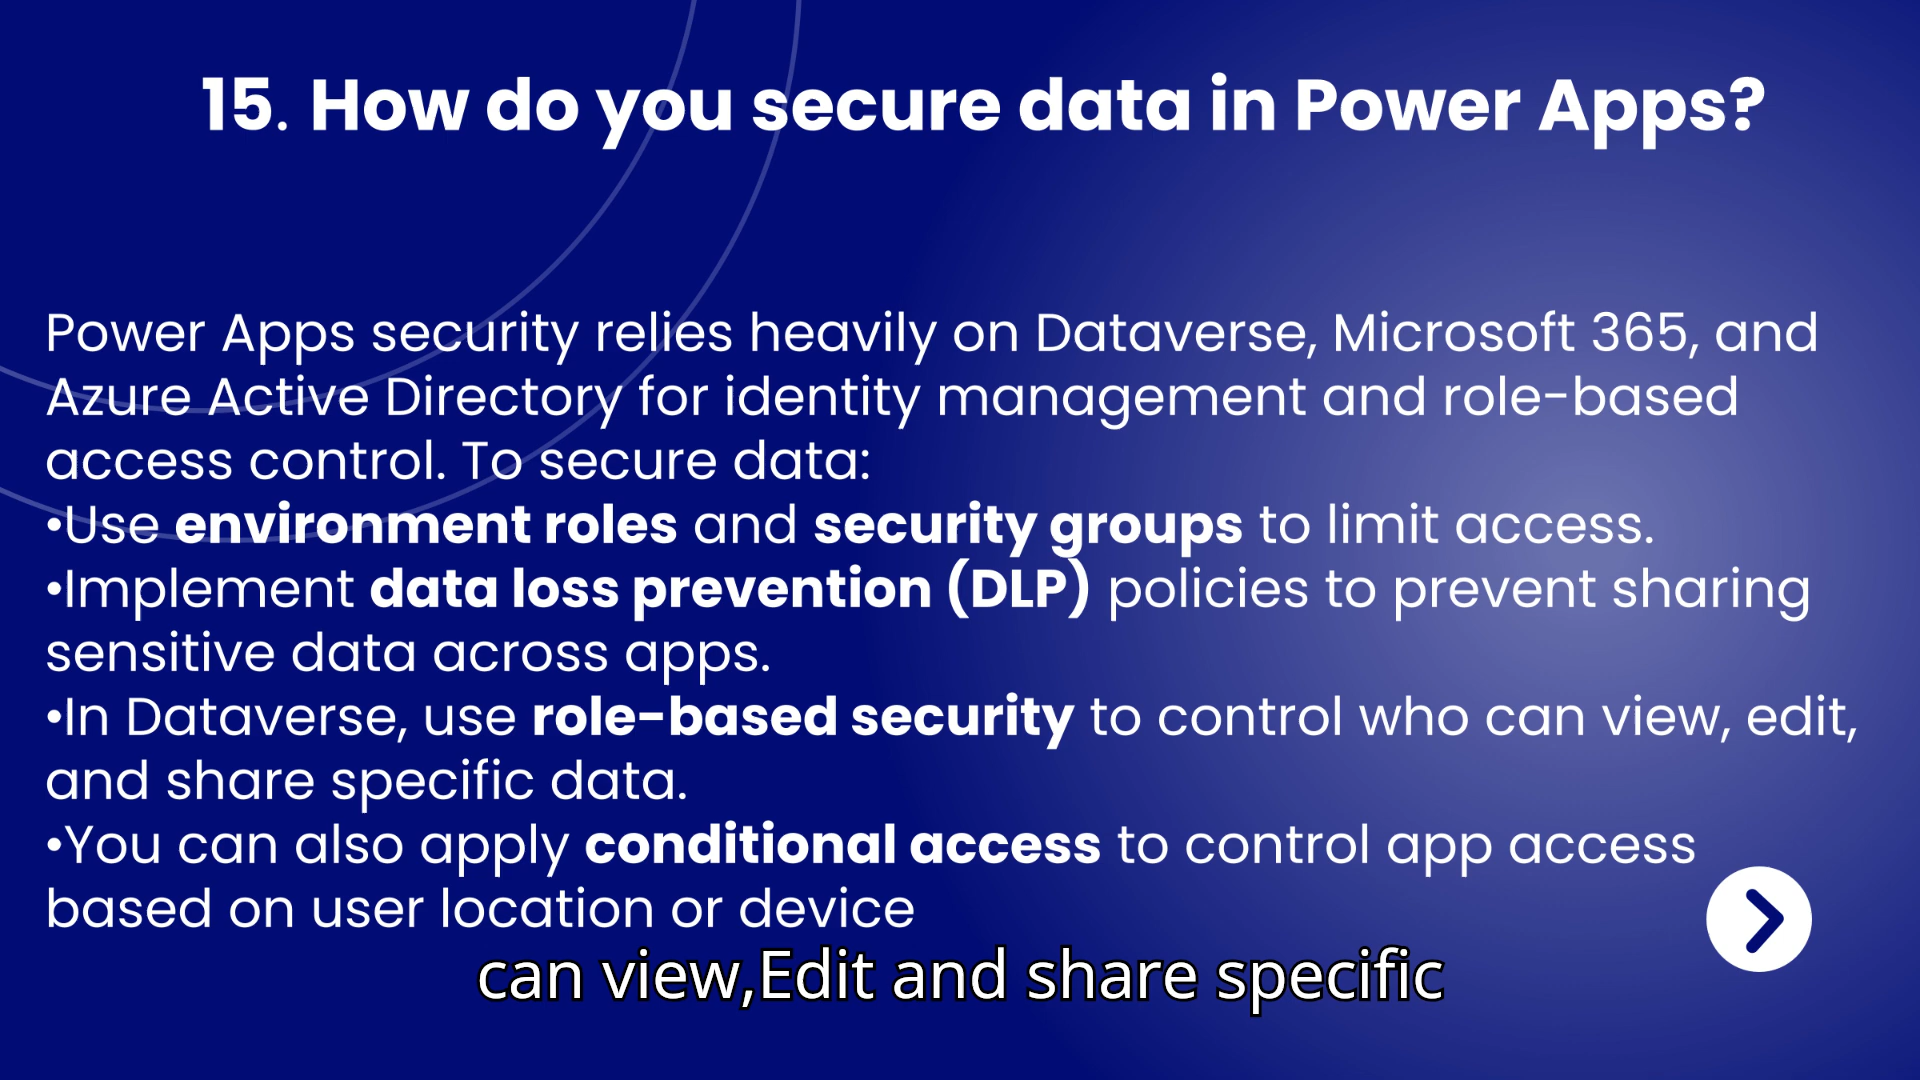 15. How do you secure data in Power Apps?
Power Apps security relies heavily on Dataverse, Microsoft 365, and
Azure Active Directory for identity management and role-based
access control. To secure data:
•Use environment roles and security groups to limit access.
•Implement data loss prevention (DLP) policies to prevent sharing
sensitive data across apps.
•In Dataverse, use role-based security to control who can view, edit,
and share specific data.
•You can also apply conditional access to control app access
based on user location or device
can view,Edit and share specific